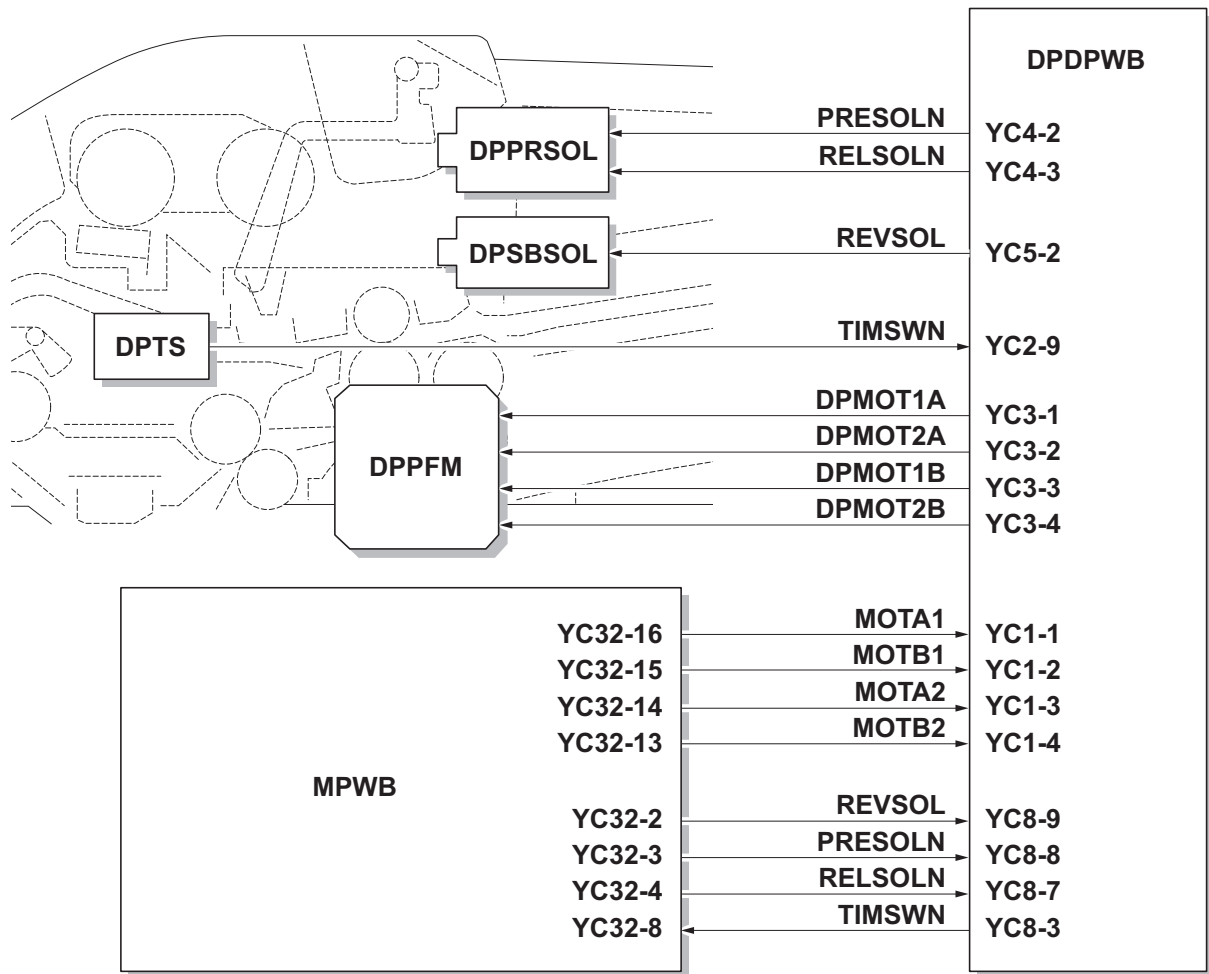 DPDPWB
DPPRSOL
PRESOLN
YC4-2
RELSOLN
YC4-3
DPSBSOL
REVSOL
YC5-2
DPTS
TIMSWN
YC2-9
DPPFM
DPMOT1A
YC3-1
DPMOT2A
YC3-2
DPMOT1B
YC3-3
DPMOT2B
YC3-4
MPWB
YC32-16
MOTA1
YC1-1
YC32-15
MOTB1
YC1-2
YC32-14
MOTA2
YC1-3
YC32-13
MOTB2
YC1-4
YC32-2
REVSOL
YC8-9
YC32-3
PRESOLN
YC8-8
YC32-4
RELSOLN
YC8-7
YC32-8
TIMSWN
YC8-3